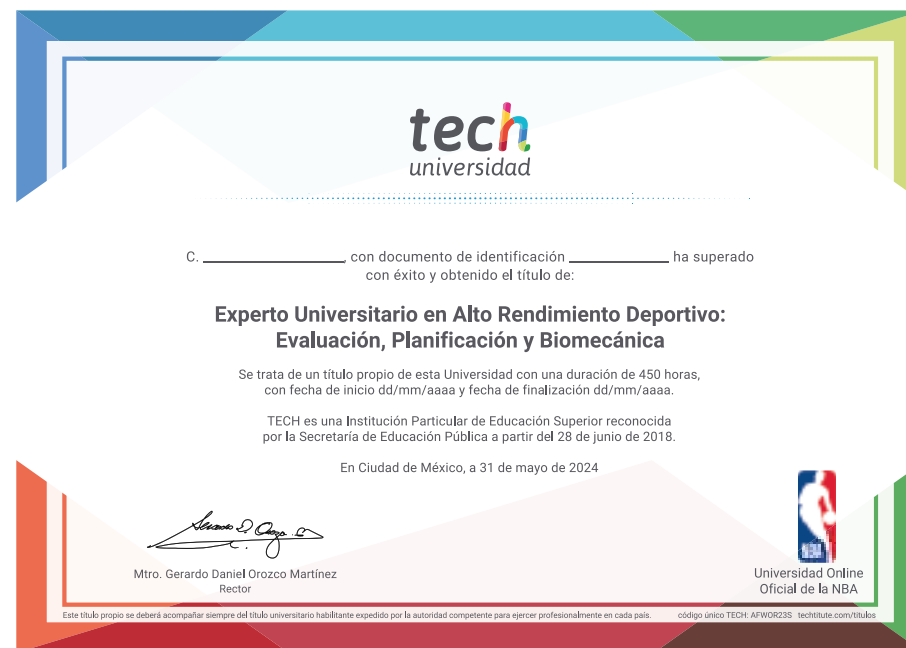 tech
universidad
C. ____________, con documento de identificación ____________ ha superado
con éxito y obtenido el título de:
Experto Universitario en Alto Rendimiento Deportivo:
Evaluación, Planificación y Biomecánica
Se trata de un título propio de esta Universidad con una duración de 450 horas,
con fecha de inicio dd/mm/aaaa y fecha de finalización dd/mm/aaaa.
TECH es una Institución Particular de Educación Superior reconocida
por la Secretaría de Educación Pública a partir del 28 de junio de 2018.
En Ciudad de México, a 31 de mayo de 2024
Mtro. Gerardo Daniel Orozco Martínez
Rector
NBA
Universidad Online
Oficial de la NBA
Este título propio se deberá acompañar siempre del título universitario habilitante expedido por la autoridad competente para ejercer profesionalmente en cada país. código único TECH: AFWOR23S techtitute.com/titulos